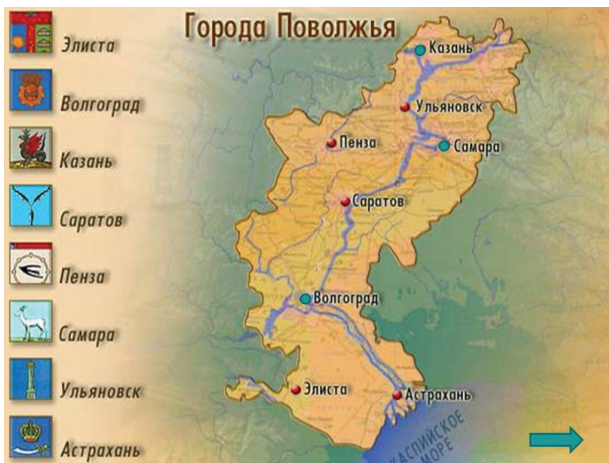 Города Поволжья
Элиста
Волгоград
Казань
Саратов
Пенза
Самара
Ульяновск
Астрахань
Казань
Ульяновск
Пенза
Самара
Саратов
Волгоград
Элиста
Астрахань
КАСПИЙСКОЕ
МОРЕ